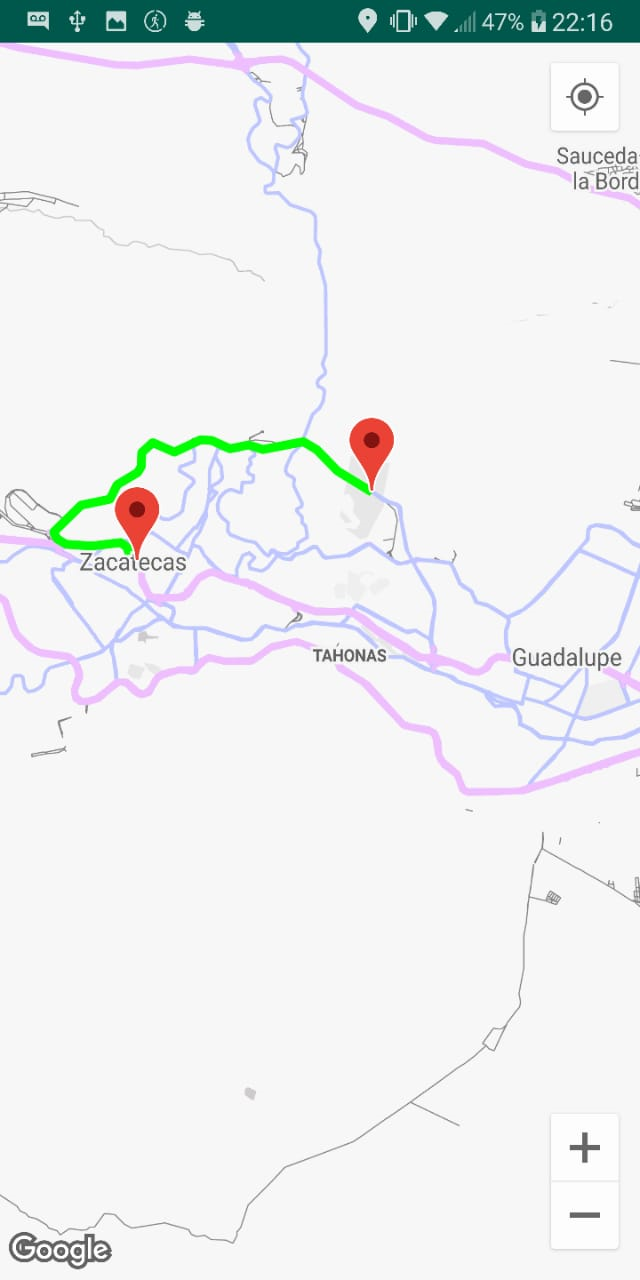 47% 22:16
Sauceda
la Bord
Zacatecas
TAHONAS
Guadalupe
Google